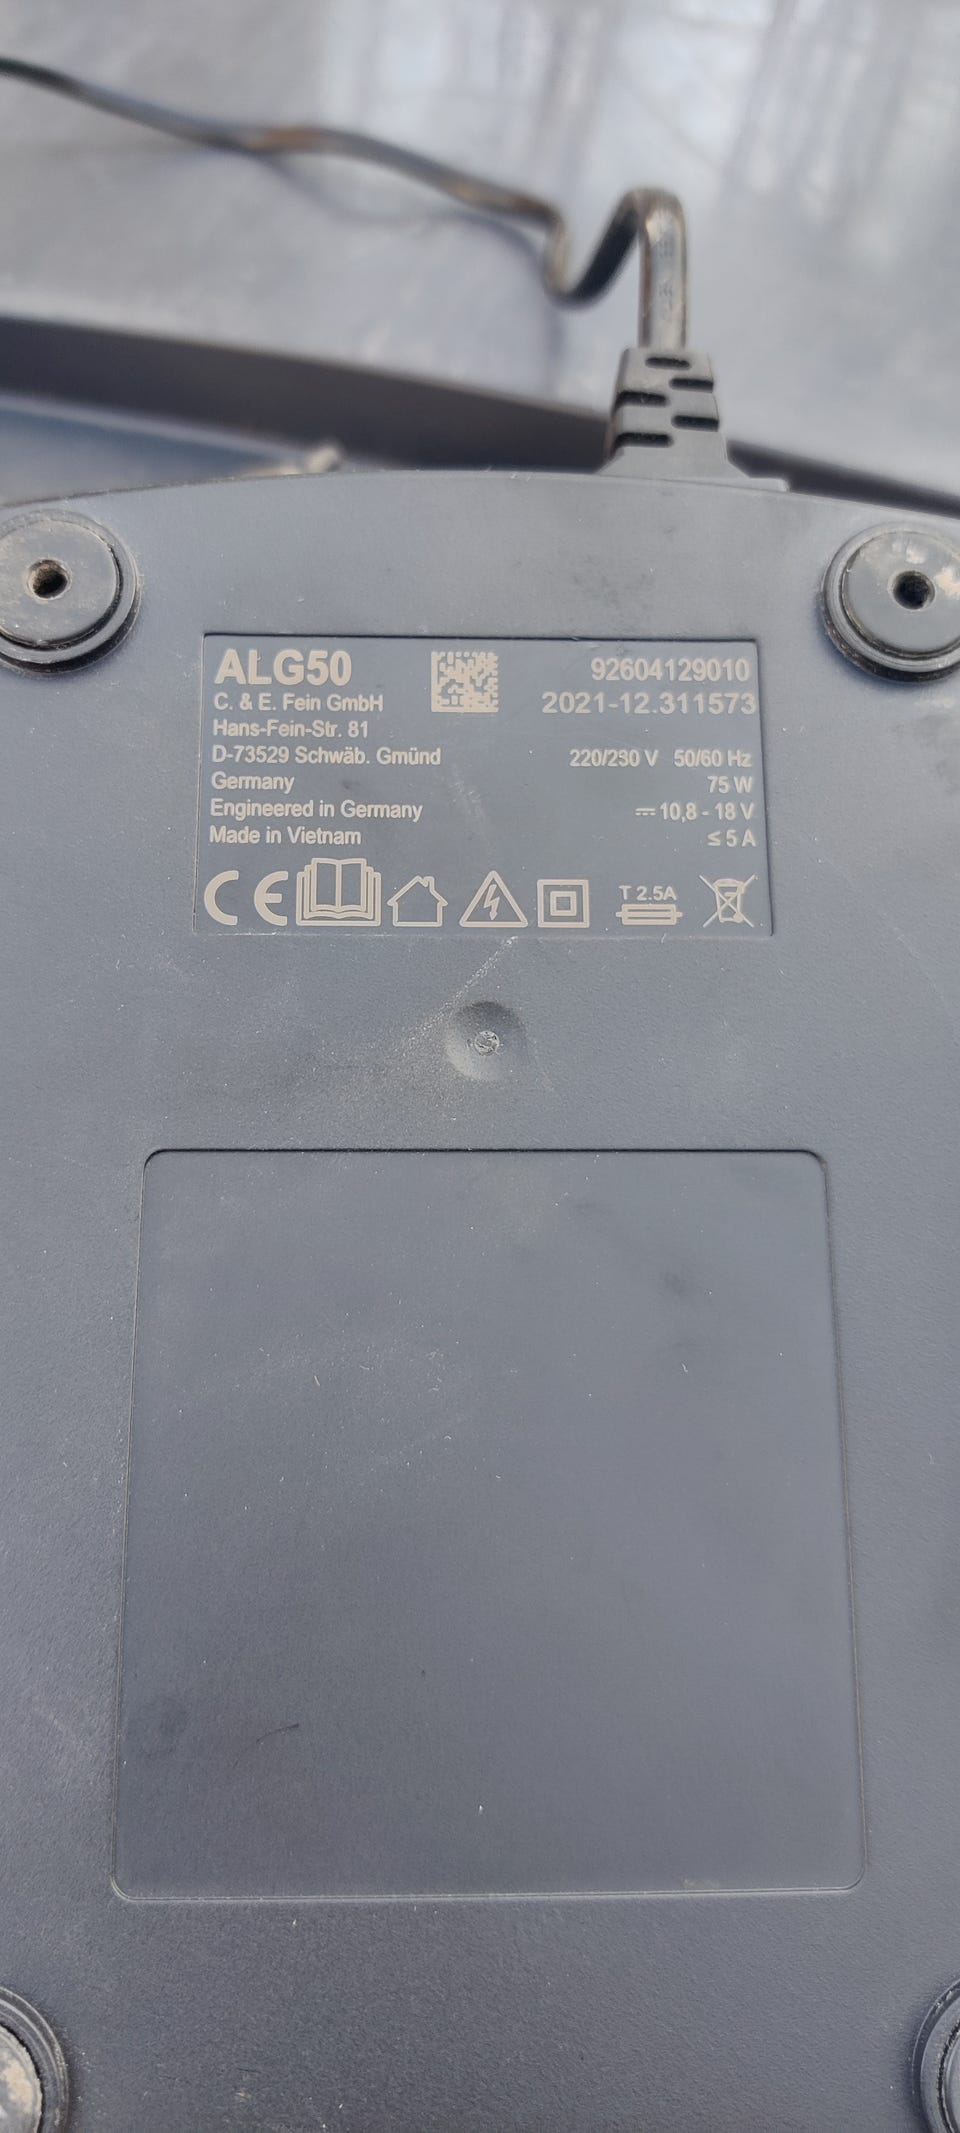 ALG50
C. & E. Fein GmbH
Hans-Fein-Str. 81
D-73529 Schwäb. Gmünd
Germany
Engineered in Germany
Made in Vietnam
92604129010
2021-12.311573
220/230 V 50/60 Hz
75 W
10,8 - 18 V
≤ 5 A
CE
T 2.5A